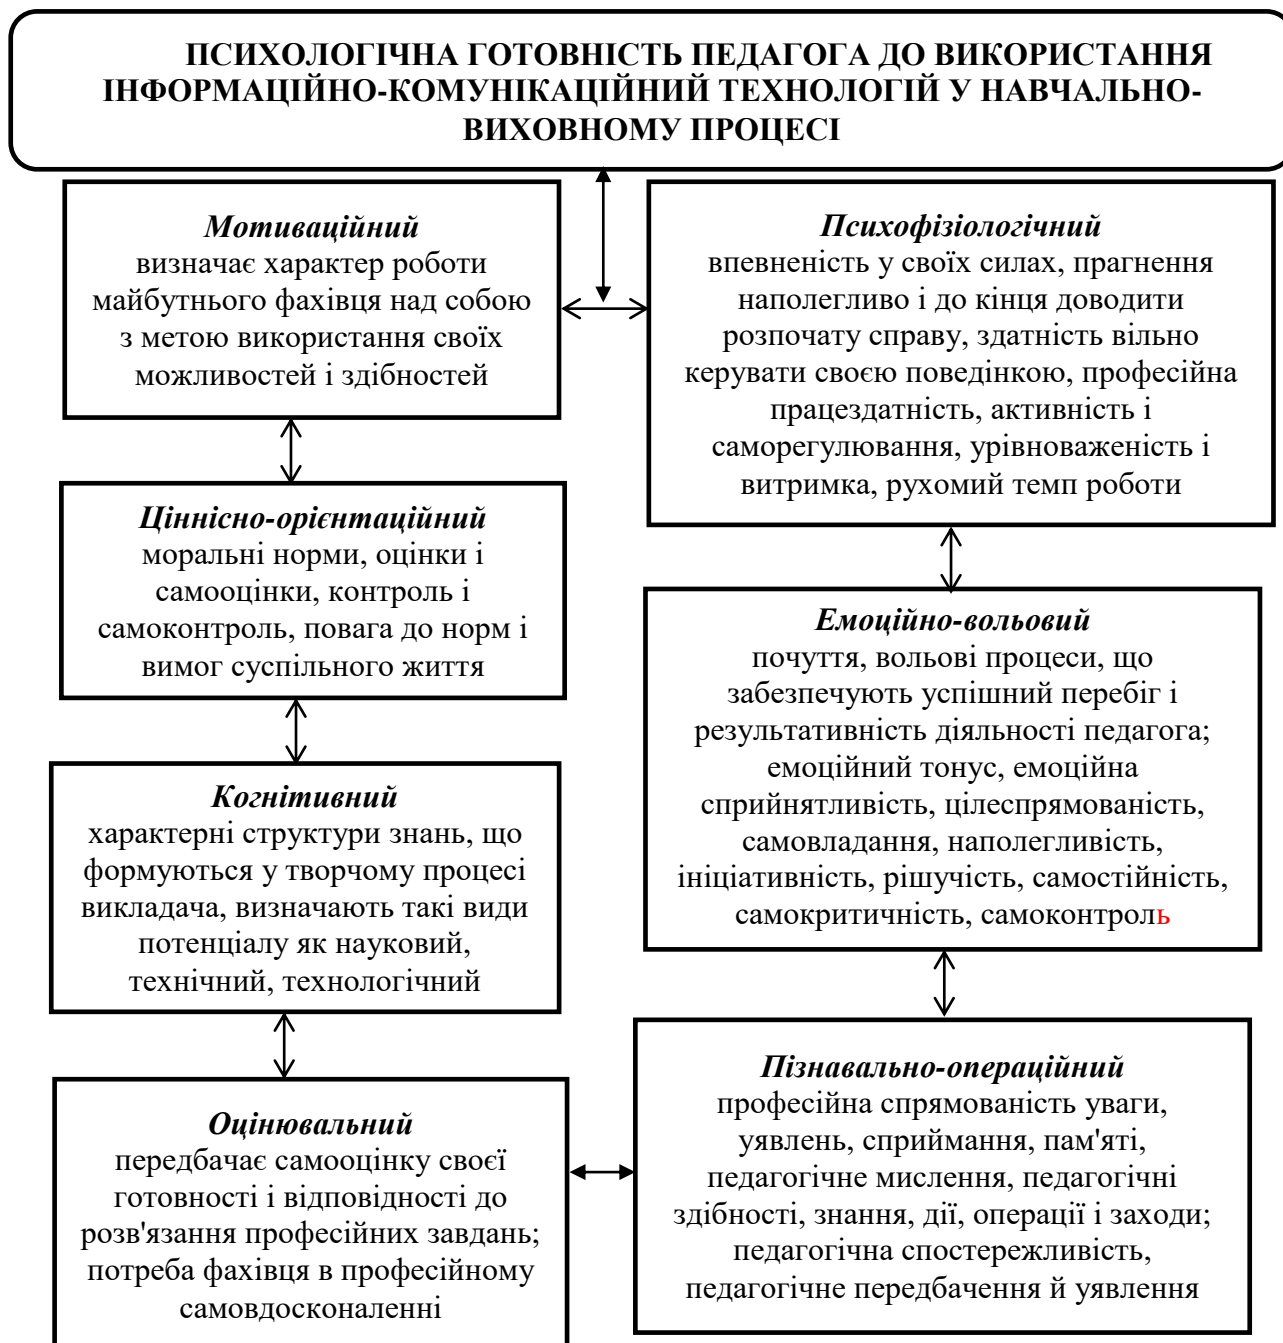 ПСИХОЛОГІЧНА ГОТОВНІСТЬ ПЕДАГОГА ДО ВИКОРИСТАННЯ
ІНФОРМАЦІЙНО-КОМУНІКАЦІЙНИЙ ТЕХНОЛОГІЙ У НАВЧАЛЬНО-
ВИХОВНОМУ ПРОЦЕСІ
Мотиваційний
визначає характер роботи
майбутнього фахівця над собою
з метою використання своїх
можливостей і здібностей
Ціннісно-орієнтаційний
моральні норми, оцінки і
самооцінки, контроль і
самоконтроль, повага до норм і
вимог суспільного життя
Когнітивний
характерні структури знань, що
формуються у творчому процесі
викладача, визначають такі види
потенціалу як науковий,
технічний, технологічний
Оцінювальний
передбачає самооцінку своєї
готовності і відповідності до
розв'язання професійних завдань;
потреба фахівця в професійному
самовдосконаленні
Психофізіологічний
впевненість у своїх силах, прагнення
наполегливо і до кінця доводити
розпочату справу, здатність вільно
керувати своєю поведінкою, професійна
працездатність, активність і
саморегулювання, урівноваженість і
витримка, рухомий темп роботи
Емоційно-вольовий
почуття, вольові процеси, що
забезпечують успішний перебіг і
результативність діяльності педагога;
емоційний тонус, емоційна
сприйнятливість, цілеспрямованість,
самовладання, наполегливість,
ініціативність, рішучість, самостійність,
самокритичність, самоконтроль
Пізнавально-операційний
професійна спрямованість уваги,
уявлень, сприймання, пам'яті,
педагогічне мислення, педагогічні
здібності, знання, дії, операції і заходи;
педагогічна спостережливість,
педагогічне передбачення й уявлення